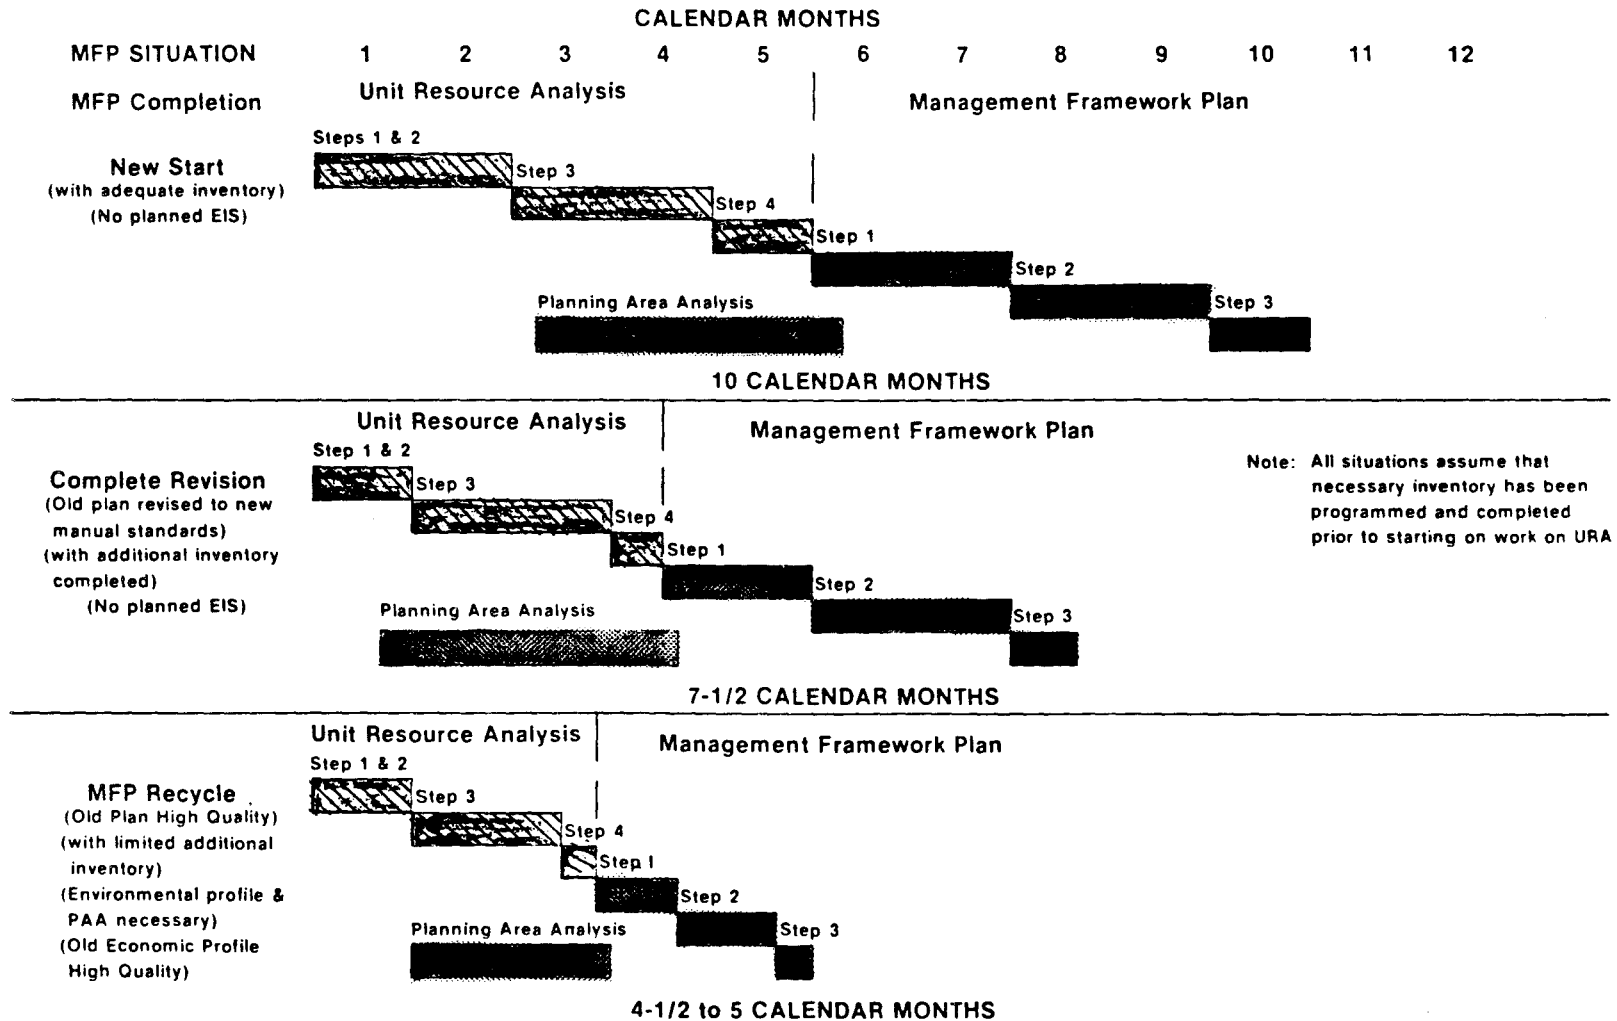 CALENDAR MONTHS
MFP SITUATION 1 2 3 4 5 6 7 8 9 10 11 12
MFP Completion
Unit Resource Analysis
Management Framework Plan
Steps 1 & 2
New Start
(with adequate inventory)
(No planned EIS)
Step 3
Step 4
Step 1
Step 2
Step 3
Planning Area Analysis
10 CALENDAR MONTHS
Unit Resource Analysis
Management Framework Plan
Step 1 & 2
Complete Revision
(Old plan revised to new
manual standards)
(with additional inventory
completed)
(No planned EIS)
Step 3
Step 4
Step 1
Step 2
Step 3
Planning Area Analysis
Note: All situations assume that
necessary inventory has been
programmed and completed
prior to starting on work on URA
7-1/2 CALENDAR MONTHS
Unit Resource Analysis
Management Framework Plan
Step 1 & 2
MFP Recycle
(Old Plan High Quality)
(with limited additional
inventory)
(Environmental profile &
PAA necessary)
(Old Economic Profile
High Quality)
Step 3
Step 4
Step 1
Step 2
Step 3
Planning Area Analysis
4-1/2 to 5 CALENDAR MONTHS